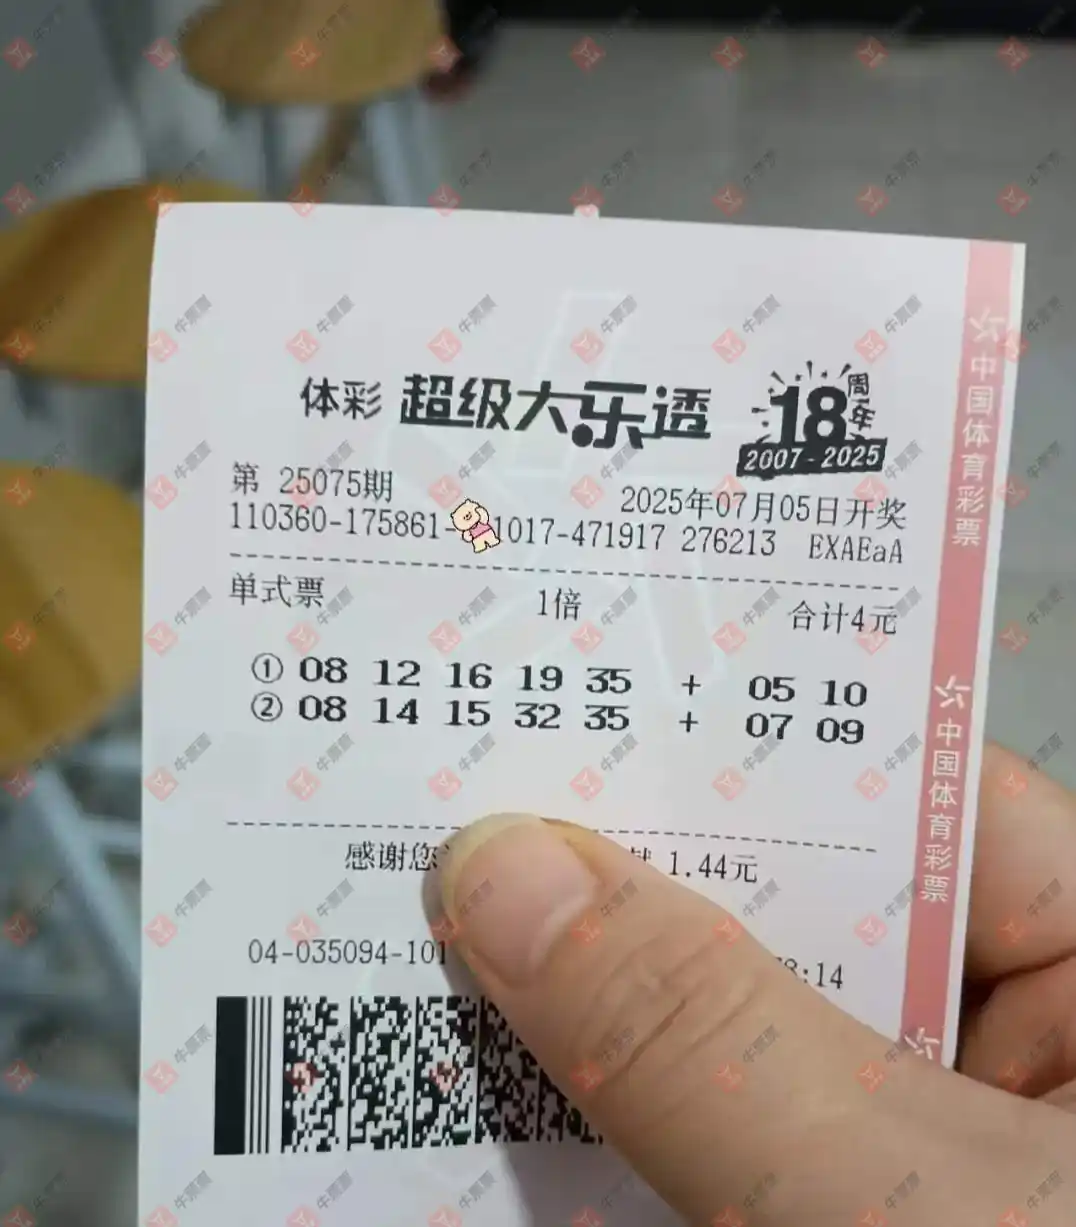 体彩 超级大乐透 18周年
2007-2025
第 25075期 2025年07月05日开奖
110360-175861- 1017-471917 276213 EXAEaA
单式票 1倍 合计4元
① 08 12 16 19 35 + 05 10
② 08 14 15 32 35 + 07 09
感谢您 1.44元
04-035094-101 :14
中国体育彩票
中国体育彩票
牛票票